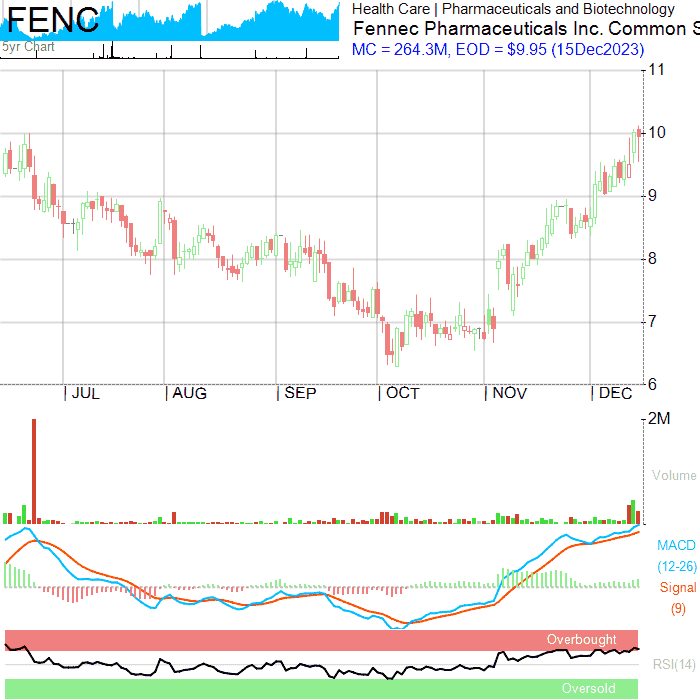 FENC
5yr Chart
Health Care | Pharmaceuticals and Biotechnology
Fennec Pharmaceuticals Inc. Common S
MC = 264.3M, EOD = $9.95 (15Dec2023)
11
10
9
8
7
6
JUL AUG SEP OCT NOV DEC
2M
Volume
MACD
(12-26)
Signal
(9)
Overbought
RSI(14)
Oversold